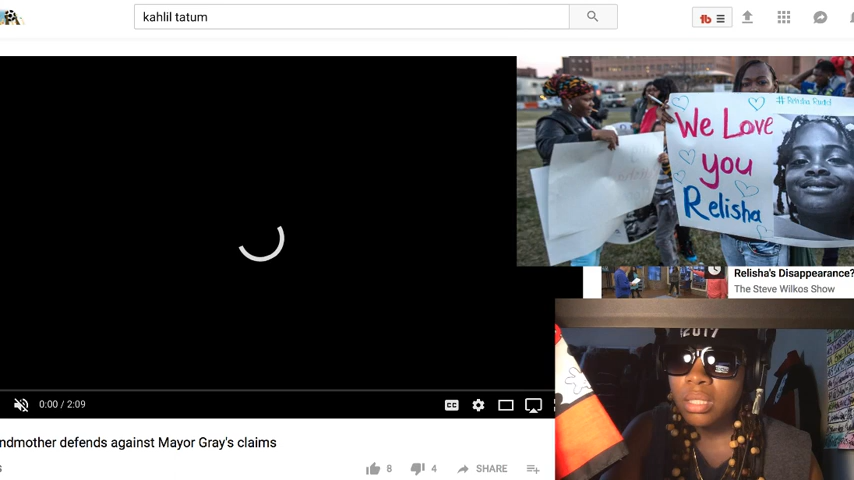 kahlil tatum
# Relisha Rudd
We Love
you
Relisha
Relisha's Disappearance?
The Steve Wilkos Show
2017
CC
0:00 / 2:09
ndmother defends against Mayor Gray's claims
8
4
SHARE